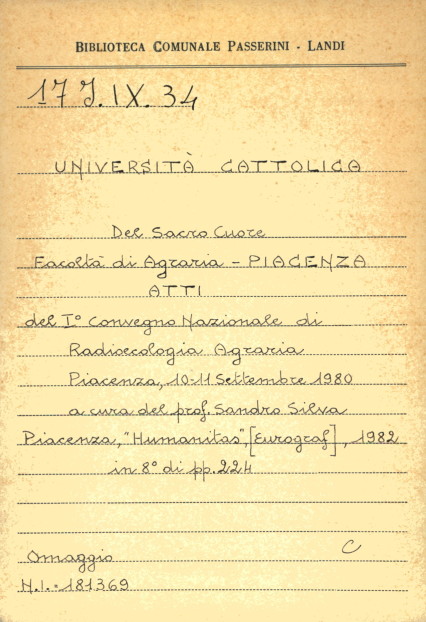 BIBLIOTECA COMUNALE PASSERINI - LANDI
17 J. IX. 34
UNIVERSITÀ CATTOLICA
Del Sacro Cuore
Facoltà di Agraria - PIACENZA
ATTI
del I° Convegno Nazionale di
Radioecologia Agraria
Piacenza, 10-11 Settembre 1980
a cura del prof. Sandro Silva
Piacenza, "Humanitas", [Eurograf], 1982
in 8° di pp. 224
Omaggio C
N.I. = 181369